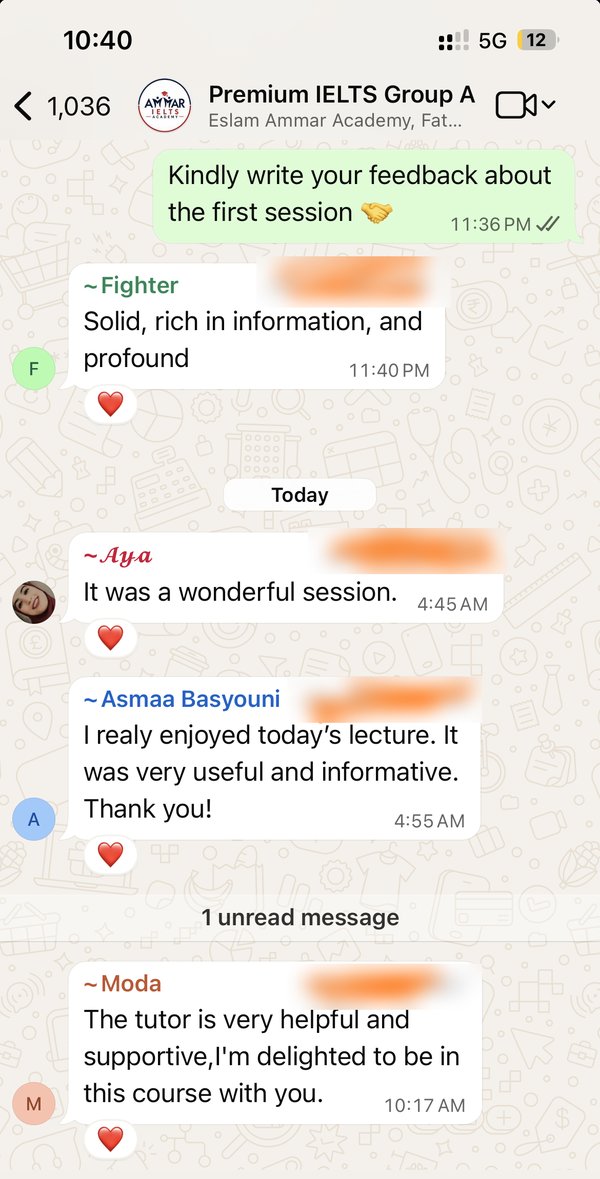 10:40
5G
12
1,036
AMMAR
IELTS
ACADEMY
Premium IELTS Group A
Eslam Ammar Academy, Fat...
Kindly write your feedback about
the first session 🤝
11:36 PM
~Fighter
Solid, rich in information, and
profound
11:40 PM
F
❤️
Today
~Aya
It was a wonderful session.
4:45 AM
❤️
~Asmaa Basyouni
I realy enjoyed today's lecture. It
was very useful and informative.
Thank you!
4:55 AM
A
❤️
1 unread message
~Moda
The tutor is very helpful and
supportive,I'm delighted to be in
this course with you.
10:17 AM
M
❤️